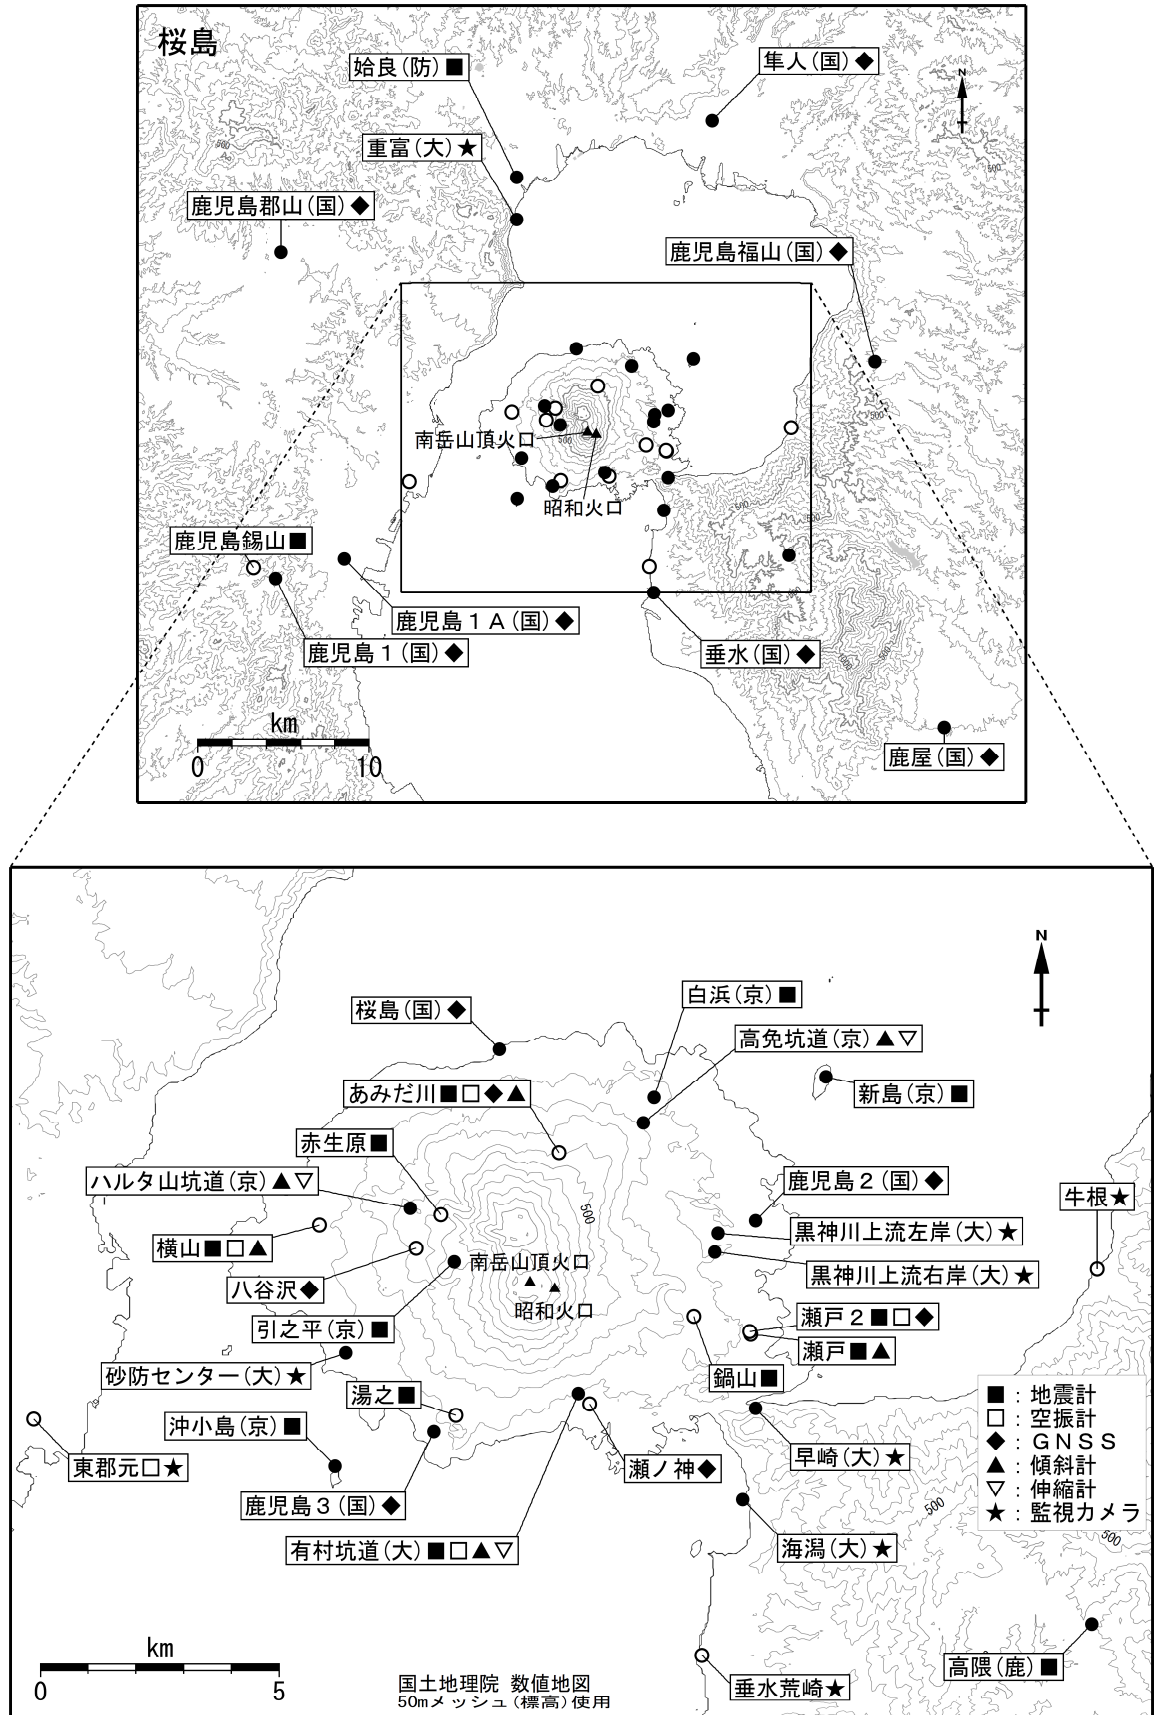 桜島
姶良(防)■
隼人(国)◆
N
500
重富(大)★
500
鹿児島郡山(国)◆
鹿児島福山(国)◆
500
南岳山頂火口
500
昭和火口
500
500
鹿児島錫山■
鹿児島1A(国)◆
鹿児島1(国)◆
垂水(国)◆
1000
500
km
0 10
鹿屋(国)◆
N
白浜(京)■
桜島(国)◆
高免坑道(京)▲▽
あみだ川■□◆▲
新島(京)■
赤生原■
ハルタ山坑道(京)▲▽
鹿児島2(国)◆
牛根★
500
横山■□▲
黒神川上流左岸(大)★
南岳山頂火口
黒神川上流右岸(大)★
八谷沢◆
昭和火口
瀬戸2■□◆
引之平(京)■
瀬戸■▲
砂防センター(大)★
鍋山■
湯之■
■:地震計
□:空振計
◆:GNSS
▲:傾斜計
▽:伸縮計
★:監視カメラ
沖小島(京)■
早崎(大)★
東郡元□★
瀬ノ神◆
鹿児島3(国)◆
500
500
有村坑道(大)■□▲▽
海潟(大)★
km
0 5
高隈(鹿)■
国土地理院 数値地図
50mメッシュ(標高)使用
垂水荒崎★